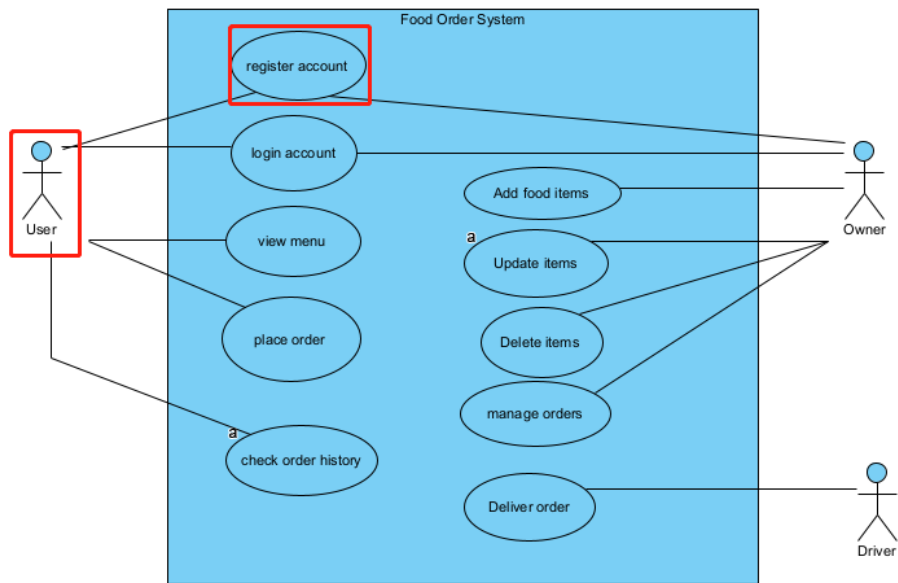 Food Order System
register account
login account
Add food items
User
Owner
view menu
a
Update items
place order
Delete items
manage orders
a
check order history
Deliver order
Driver